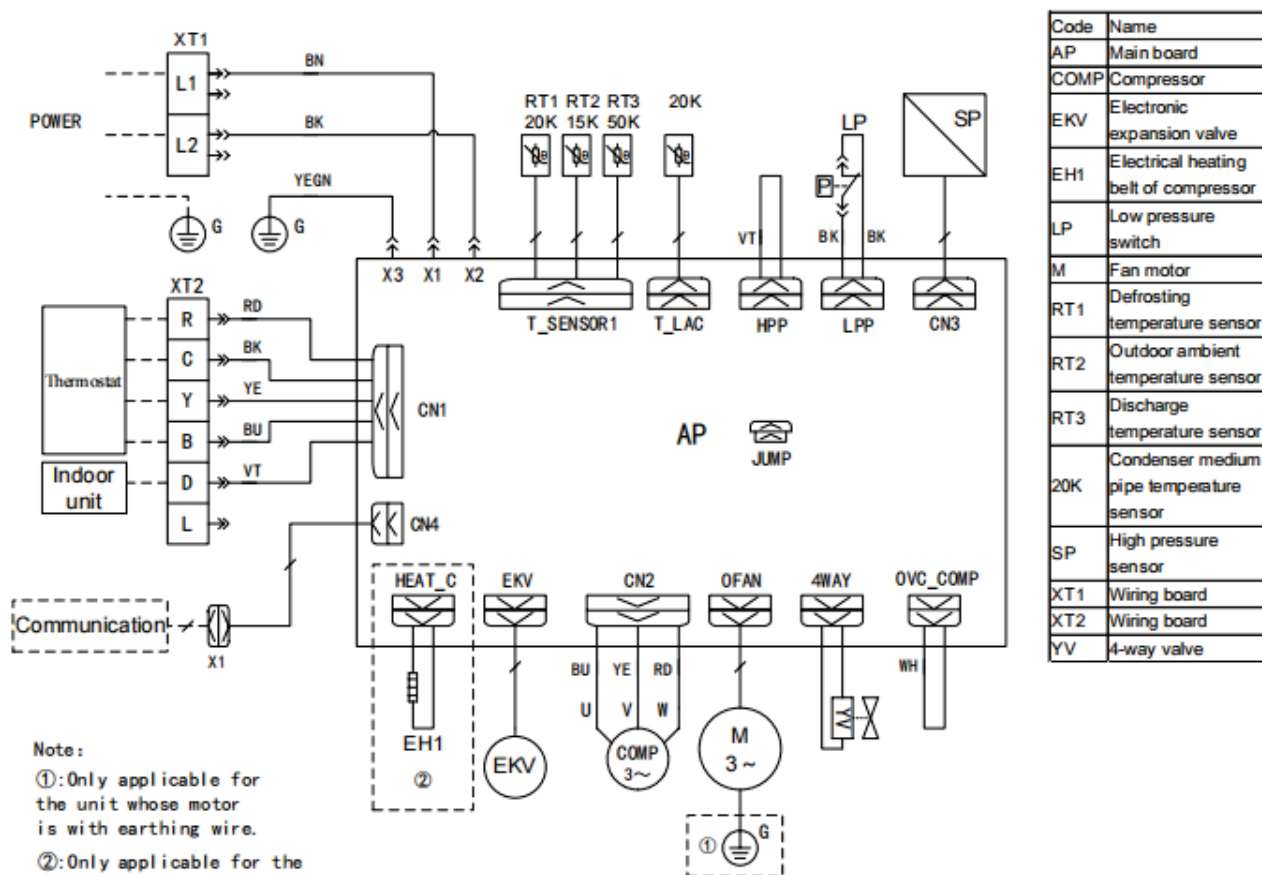 XT1
L1
L2
POWER
BN
BK
YEGN
G
G
X3 X1 X2
RT1 RT2 RT3
20K 15K 50K
20K
LP
P
SP
VT
BK
BK
T_SENSOR1
T_LAC
HPP
LPP
CN3
XT2
R
C
Y
B
D
L
RD
BK
YE
BU
VT
Thermostat
Indoor
unit
CN1
CN4
AP
JUMP
Communication
X1
HEAT_C
EKV
CN2
OFAN
4WAY
OVC_COMP
EH1
②
EKV
BU YE RD
U V W
COMP
3~
M
3~
YV
WH
① G
Note:
①:Only applicable for
the unit whose motor
is with earthing wire.
②:Only applicable for the
Code Name
AP Main board
COMP Compressor
EKV Electronic
expansion valve
EH1 Electrical heating
belt of compressor
LP Low pressure
switch
M Fan motor
RT1 Defrosting
temperature sensor
RT2 Outdoor ambient
temperature sensor
RT3 Discharge
temperature sensor
20K Condenser medium
pipe temperature
sensor
SP High pressure
sensor
XT1 Wiring board
XT2 Wiring board
YV 4-way valve